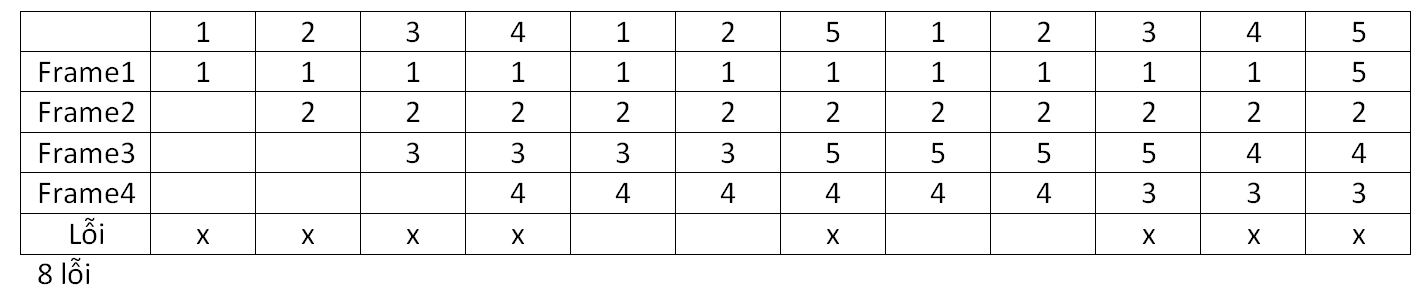 1 2 3 4 1 2 5 1 2 3 4 5
Frame1 1 1 1 1 1 1 1 1 1 1 1 5
Frame2 2 2 2 2 2 2 2 2 2 2 2
Frame3 3 3 3 3 5 5 5 5 4 4
Frame4 4 4 4 4 4 4 3 3 3
Lỗi x x x x x x x x
8 lỗi